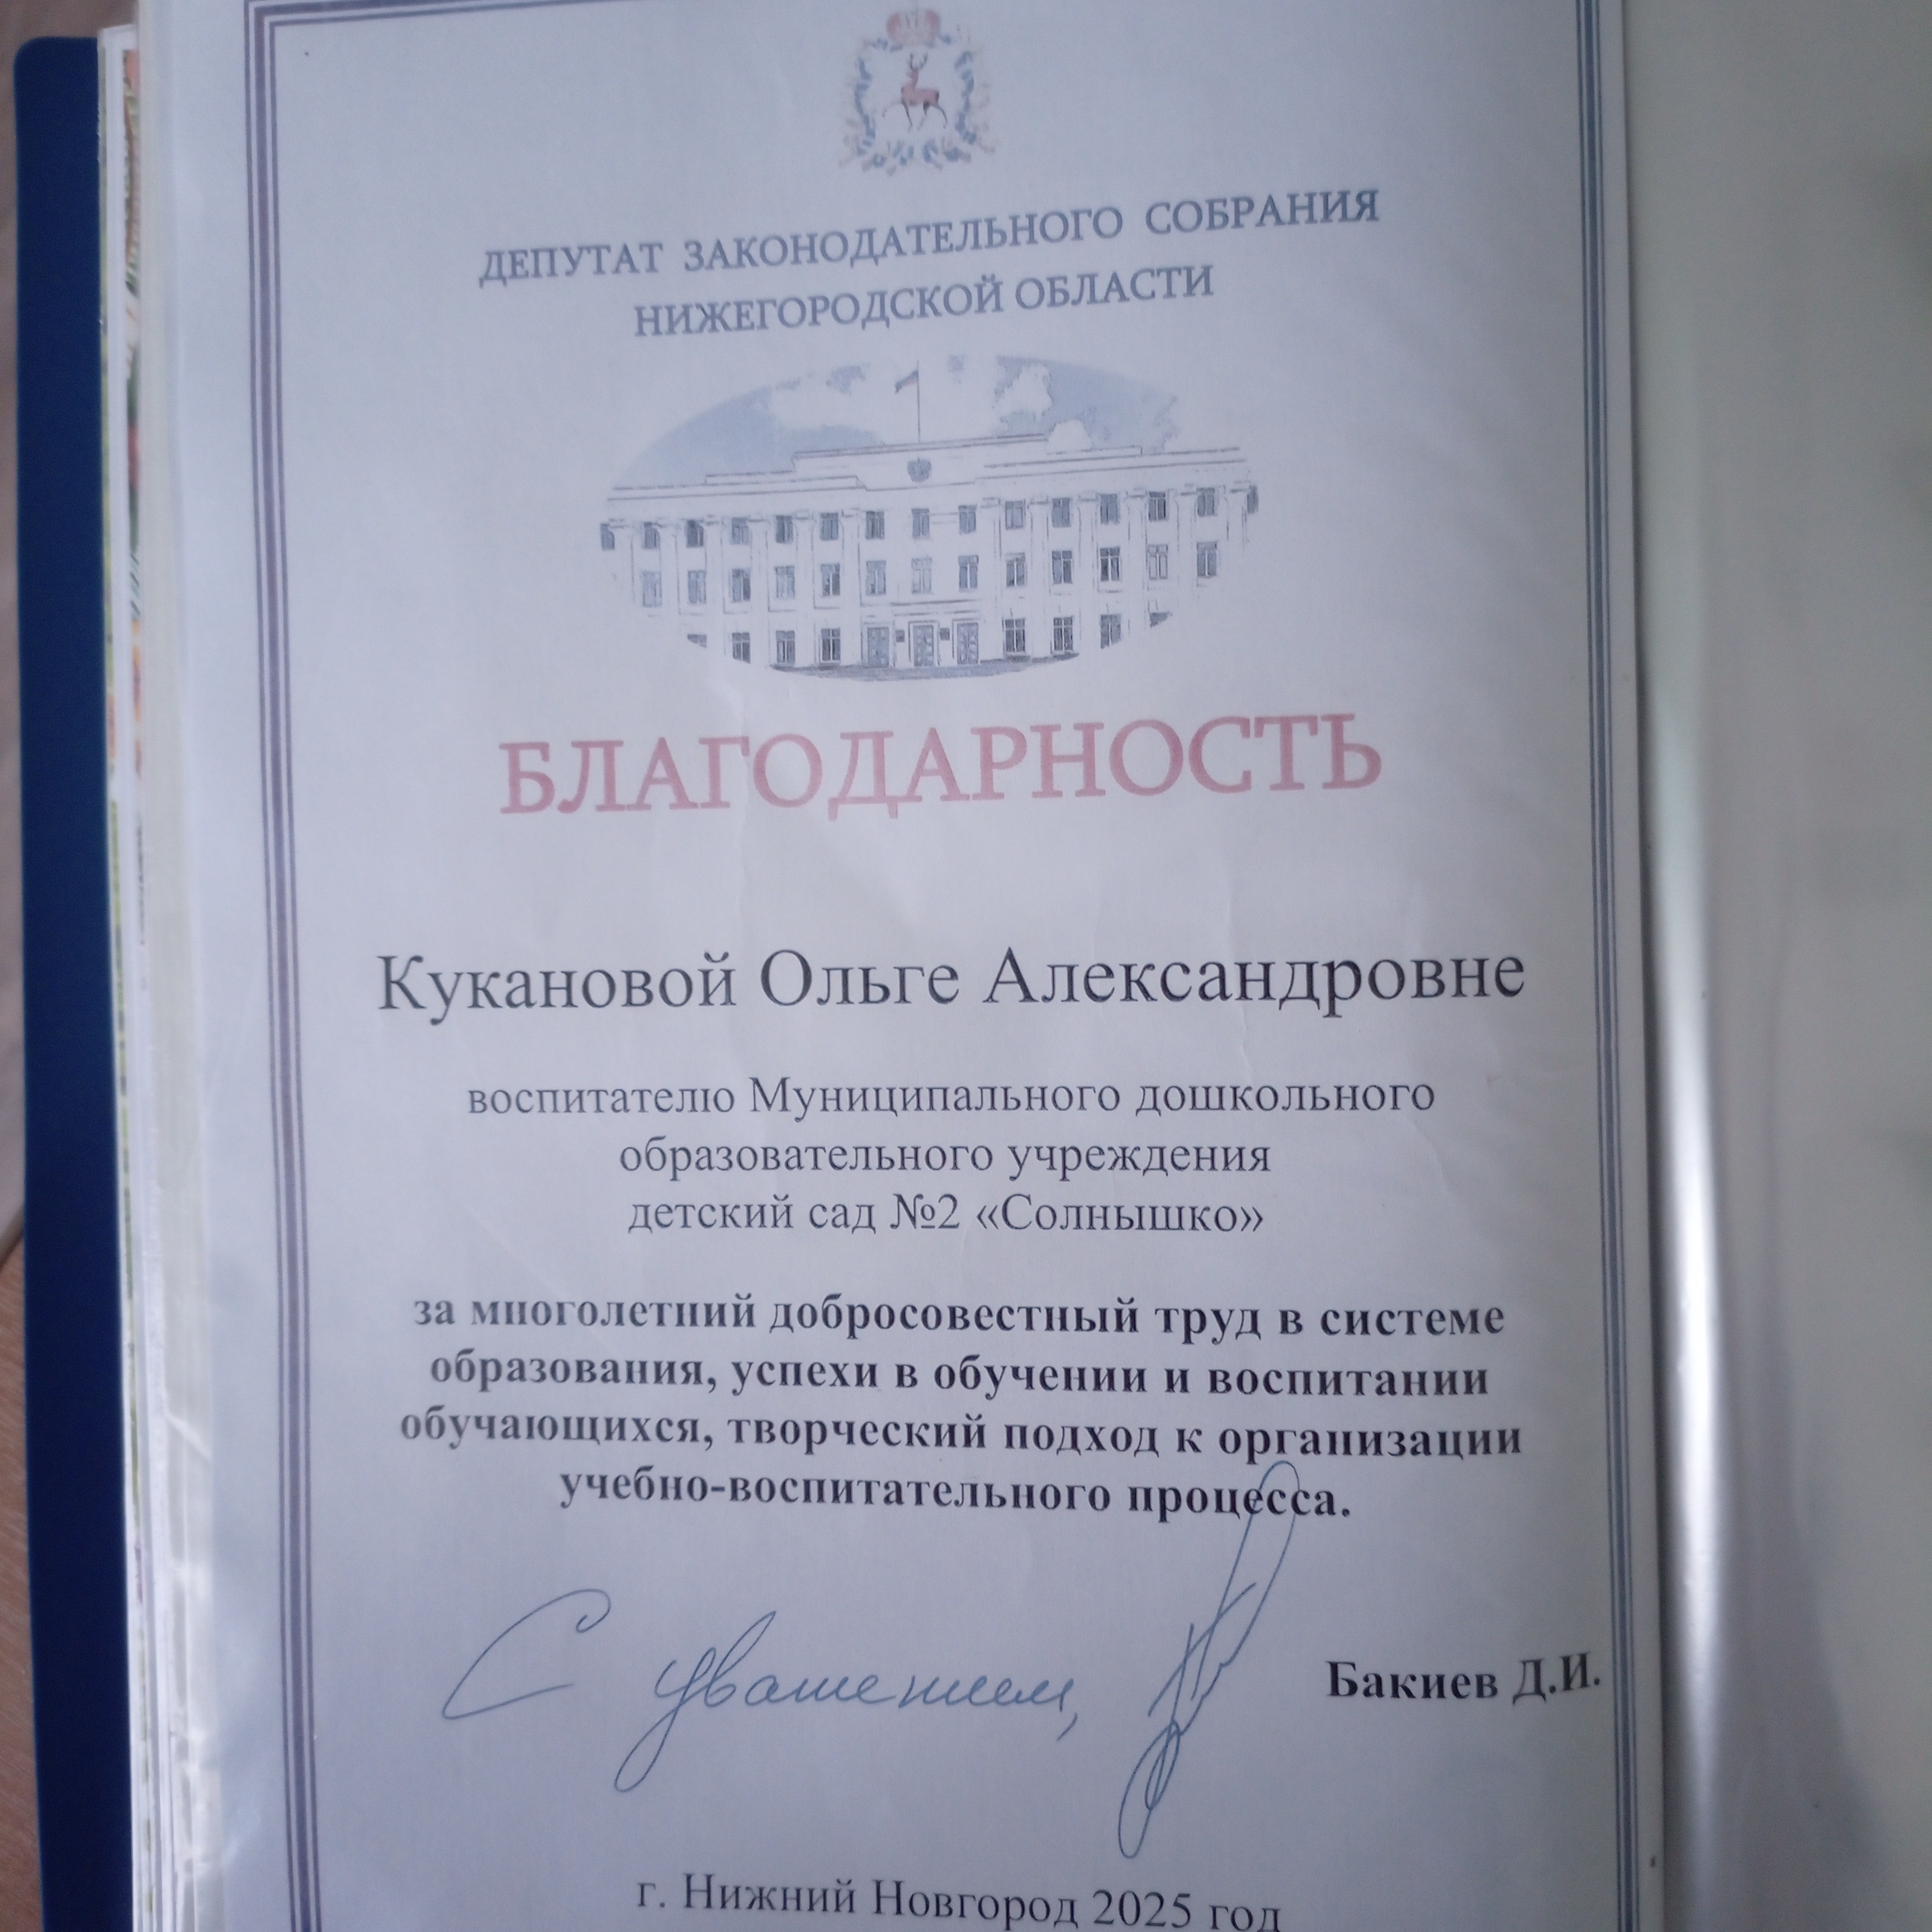 ДЕПУТАТ ЗАКОНОДАТЕЛЬНОГО СОБРАНИЯ
НИЖЕГОРОДСКОЙ ОБЛАСТИ
БЛАГОДАРНОСТЬ
Кукановой Ольге Александровне
воспитателю Муниципального дошкольного
образовательного учреждения
детский сад №2 «Солнышко»
за многолетний добросовестный труд в системе
образования, успехи в обучении и воспитании
обучающихся, творческий подход к организации
учебно-воспитательного процесса.
С уважением,
Бакиев Д.И.
г. Нижний Новгород 2025 год